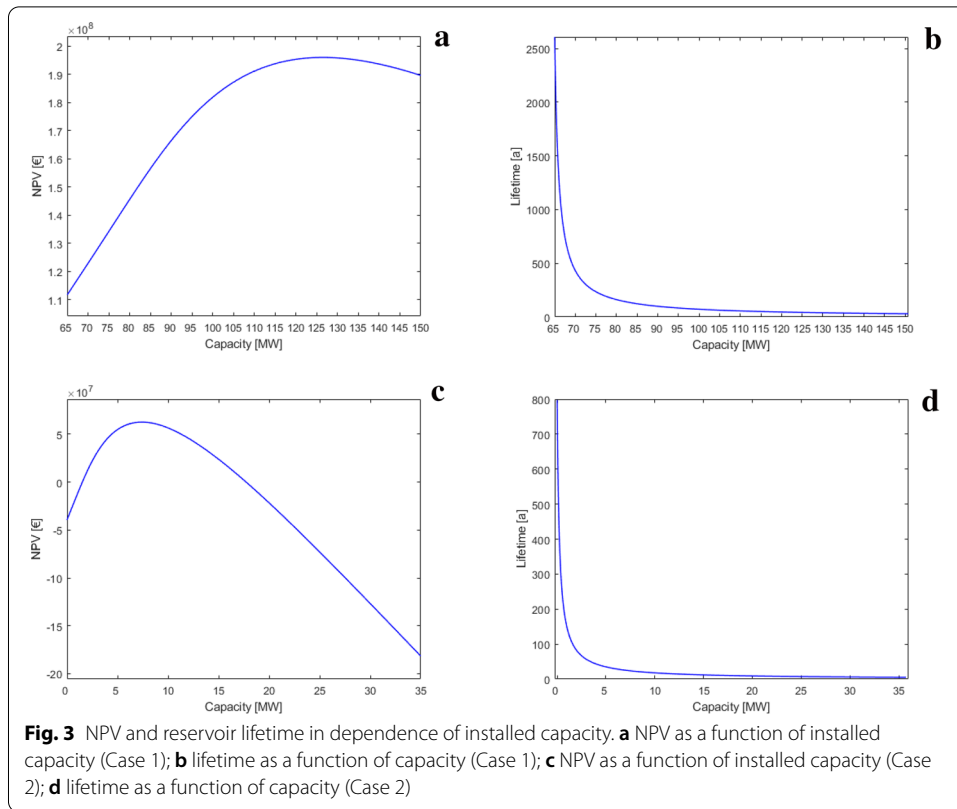 ×10⁸
a
2
1.9
1.8
1.7
1.6
1.5
1.4
1.3
1.2
1.1
NPV [€]
65 70 75 80 85 90 95 100 105 110 115 120 125 130 135 140 145 150
Capacity [MW]
b
2500
2000
1500
1000
500
0
Lifetime [a]
65 70 75 80 85 90 95 100 105 110 115 120 125 130 135 140 145 150
Capacity [MW]
×10⁷
c
5
0
-5
-10
-15
-20
NPV [€]
0 5 10 15 20 25 30 35
Capacity [MW]
d
800
700
600
500
400
300
200
100
0
Lifetime [a]
0 5 10 15 20 25 30 35
Capacity [MW]
Fig. 3 NPV and reservoir lifetime in dependence of installed capacity. a NPV as a function of installed
capacity (Case 1); b lifetime as a function of capacity (Case 1); c NPV as a function of installed capacity (Case
2); d lifetime as a function of capacity (Case 2)